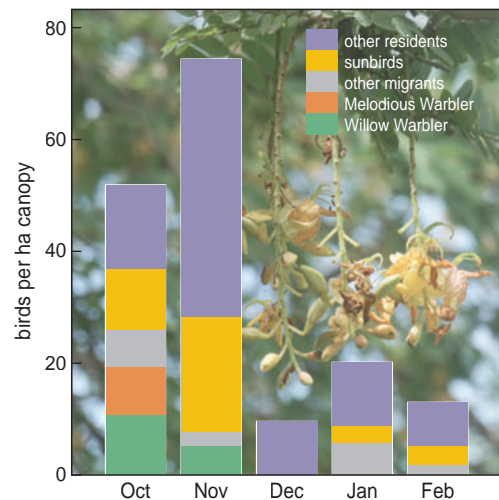 80
60
40
20
0
birds per ha canopy
other residents
sunbirds
other migrants
Melodious Warbler
Willow Warbler
Oct Nov Dec Jan Feb